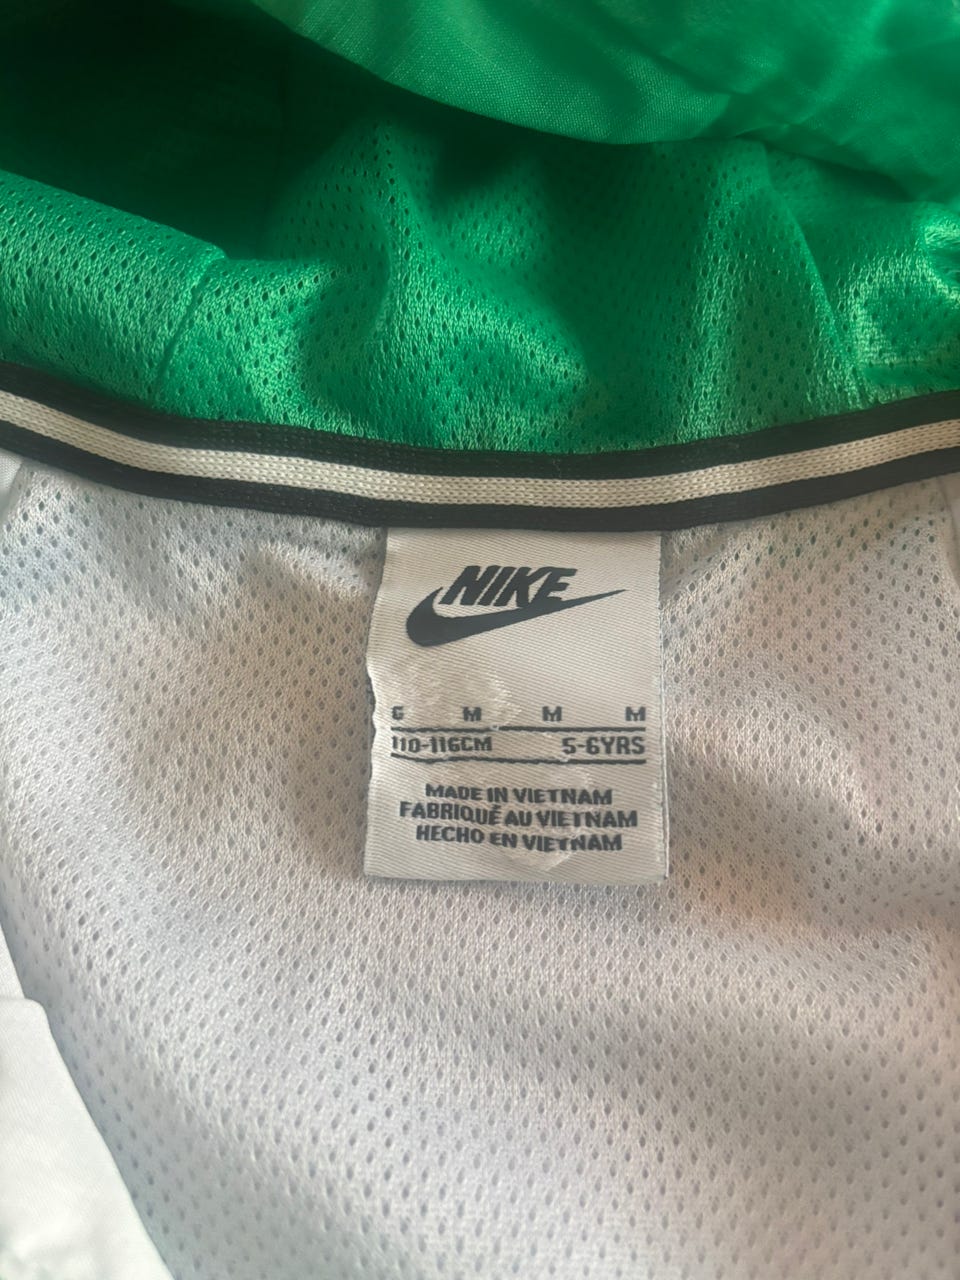 NIKE
G M M M
110-116CM 5-6YRS
MADE IN VIETNAM
FABRIQUÉ AU VIETNAM
HECHO EN VIETNAM